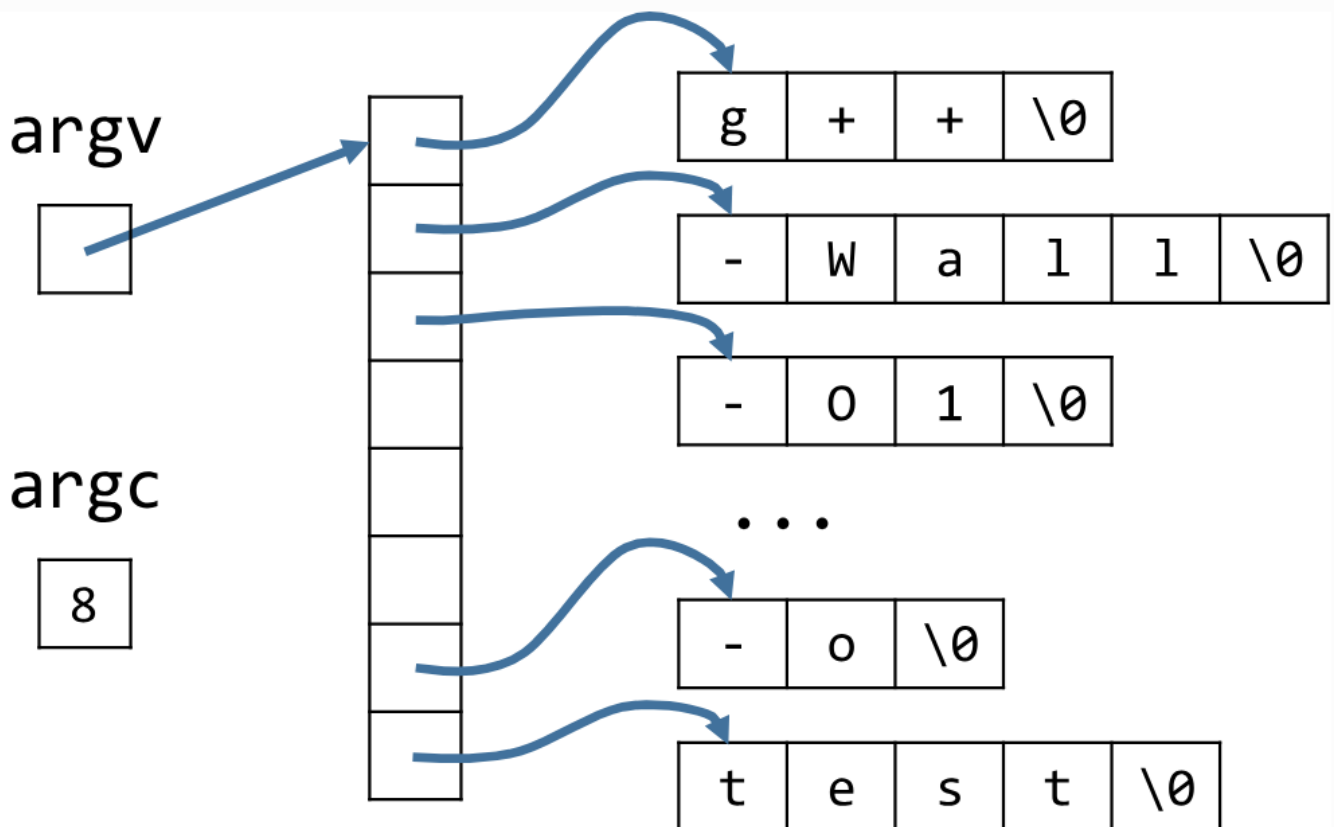 argv
g + + \0
- W a l l \0
- O 1 \0
argc
...
8
- o \0
t e s t \0